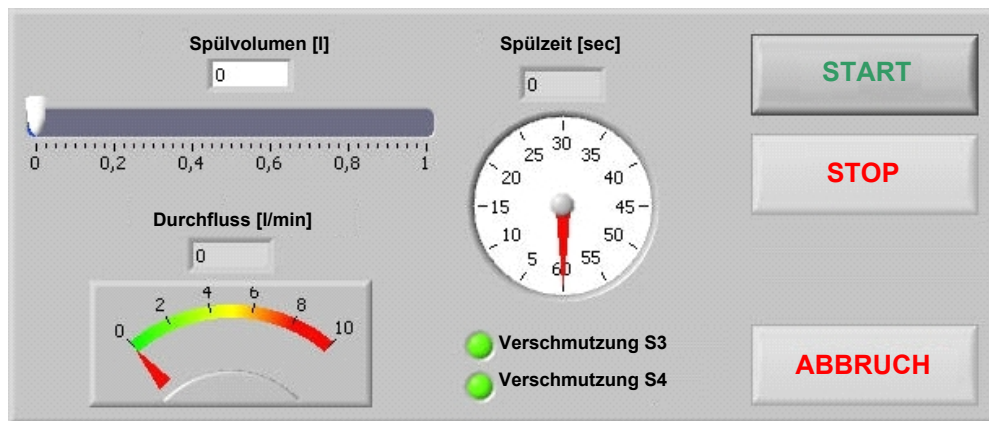 Spülvolumen [l]
0
0 0,2 0,4 0,6 0,8 1
Durchfluss [l/min]
0
0 2 4 6 8 10
Spülzeit [sec]
0
5 10 15 20 25 30 35 40 45 50 55 60
Verschmutzung S3
Verschmutzung S4
START
STOP
ABBRUCH